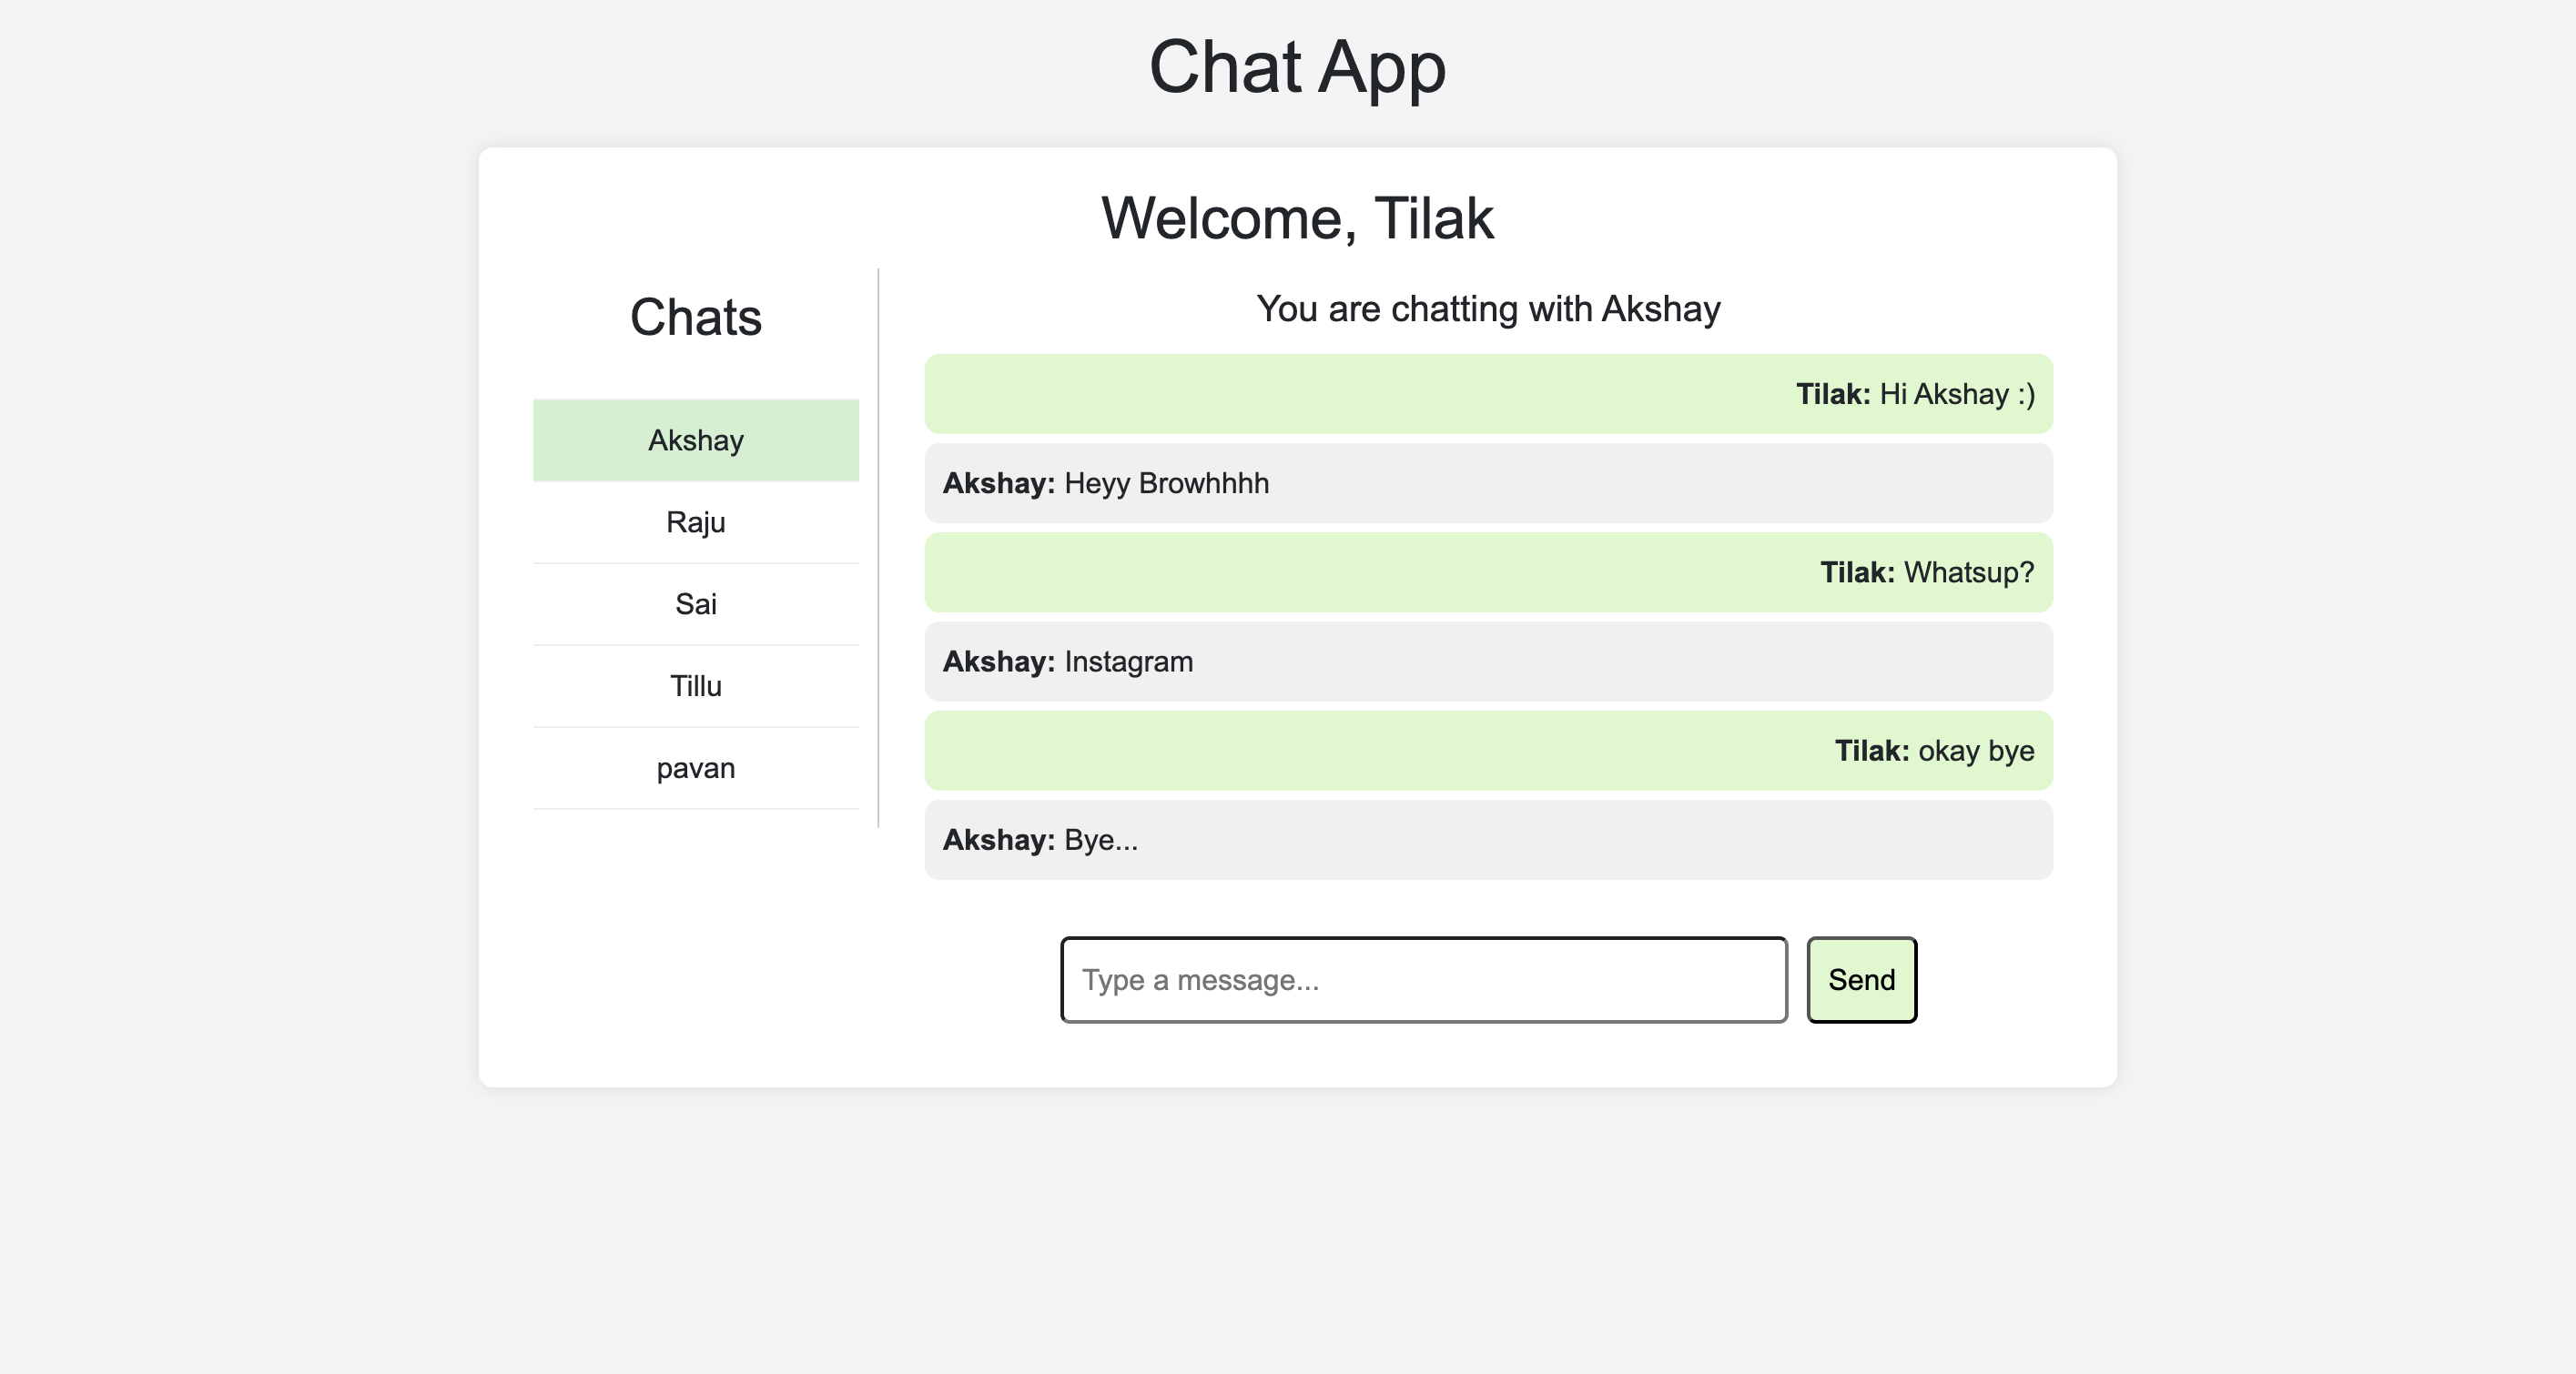 Chat App
Welcome, Tilak
Chats
Akshay
Raju
Sai
Tillu
pavan
You are chatting with Akshay
Tilak: Hi Akshay :)
Akshay: Heyy Browhhhh
Tilak: Whatsup?
Akshay: Instagram
Tilak: okay bye
Akshay: Bye...
Type a message...
Send